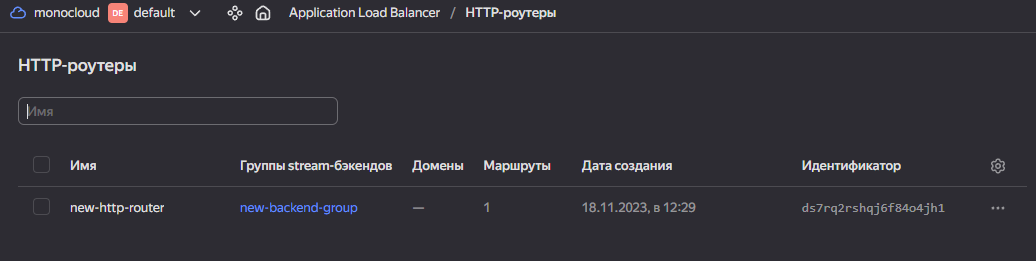 monocloud DE default Application Load Balancer / HTTP-роутеры
HTTP-роутеры
Имя
Имя Группы stream-бэкендов Домены Маршруты Дата создания Идентификатор
new-http-router new-backend-group — 1 18.11.2023, в 12:29 ds7rq2rshqj6f84o4jh1 ...